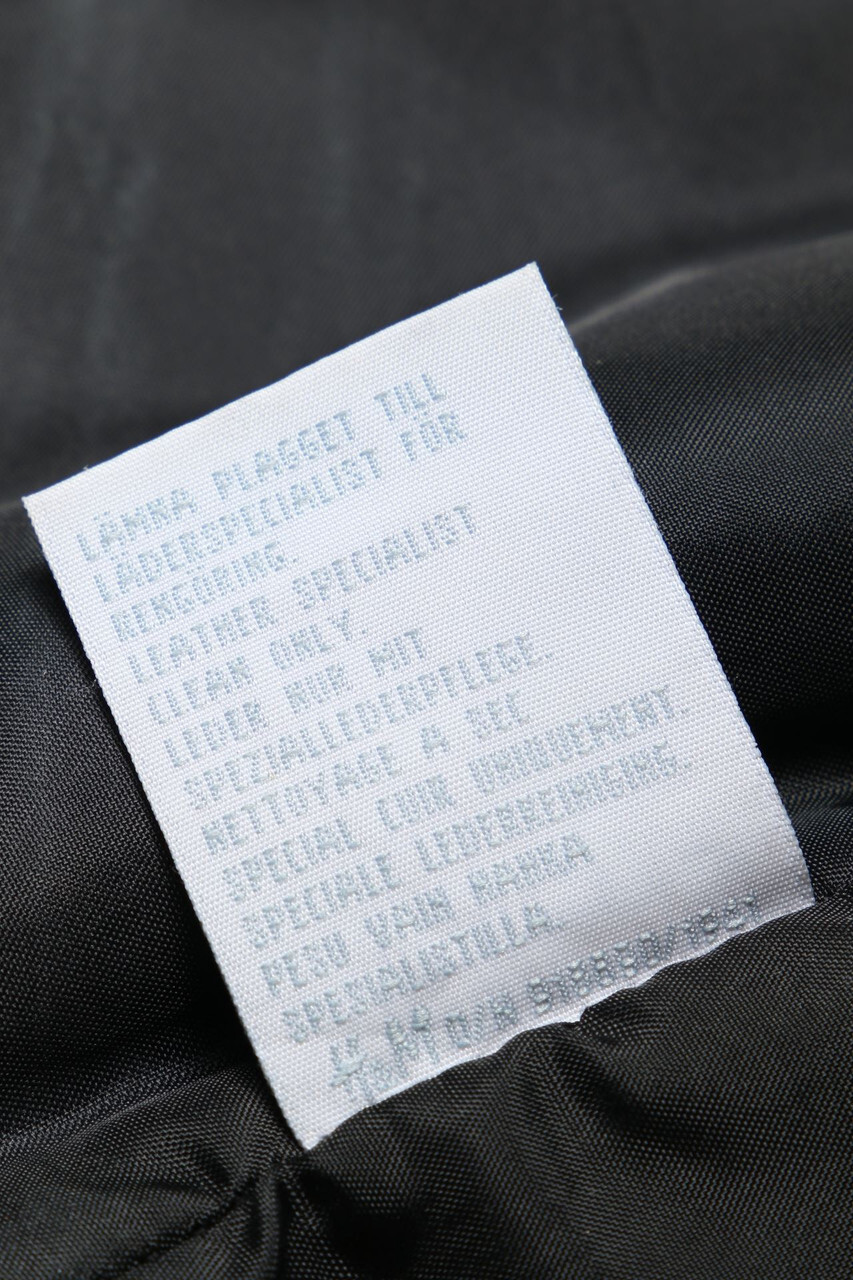 LÄMNA PLAGGET TILL
LÄDERSPECIALIST FÖR
RENGÖRING.
LEATHER SPECIALIST
CLEAN ONLY.
LEDER NUR MIT
SPEZIALLEDERPFLEGE.
NETTOYAGE A SEC
SPECIAL CUIR UNIQUEMENT.
SPECIALE LEDERREINIGING.
PESU VAIN NAHKA
SPESIALISTILLA.